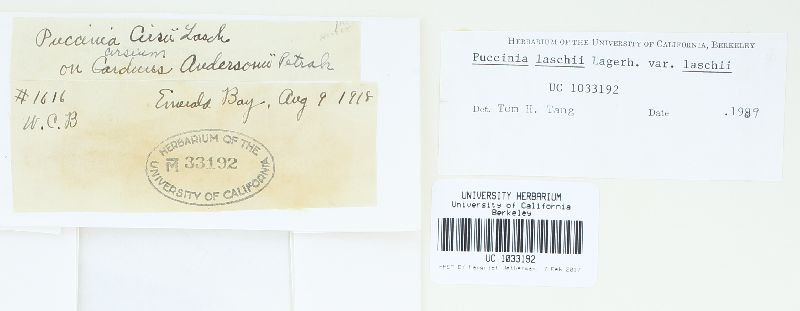 Puccinia Cirsii Lasch
cirsium
on Carduus Andersonii Petrak
#1616
Emerald Bay, Aug 9 1918
W.C.B
HERBARIUM OF THE
M 33192
UNIVERSITY OF CALIFORNIA
HERBARIUM OF THE UNIVERSITY OF CALIFORNIA, BERKELEY
Puccinia laschii Lagerh. var. laschii
UC 1033192
Det. Tom H. Tang
Date .1989
UNIVERSITY HERBARIUM
University of California
Berkeley
UC 1033192